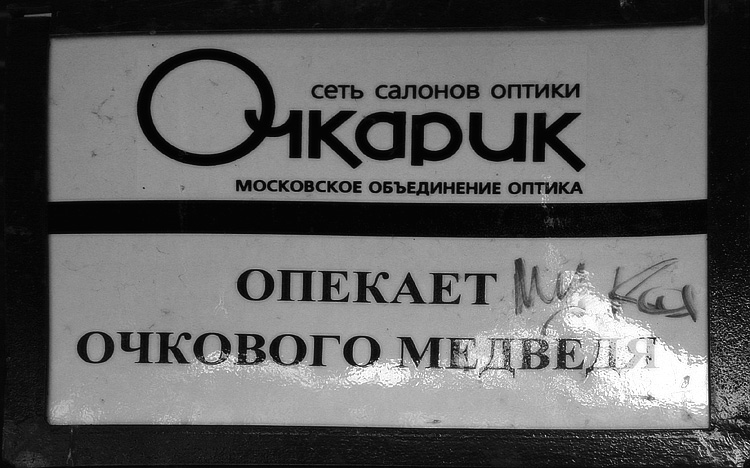 сеть салонов оптики
Очкарик
МОСКОВСКОЕ ОБЪЕДИНЕНИЕ ОПТИКА
ОПЕКАЕТ
ОЧКОВОГО МЕДВЕДЯ